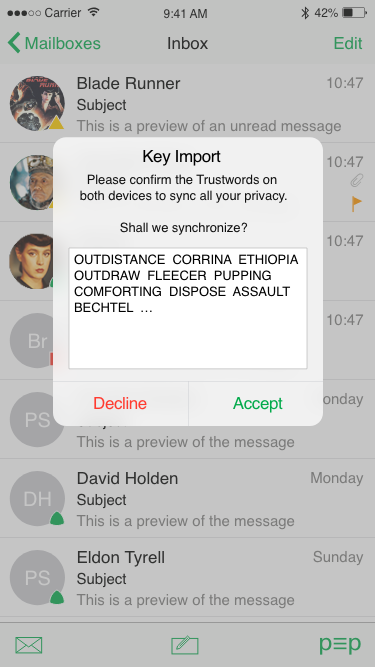 Carrier 9:41 AM 42%
Mailboxes Inbox Edit
Blade Runner 10:47
Subject
This is a preview of an unread message
10:47
Key Import
Please confirm the Trustwords on
both devices to sync all your privacy.
Shall we synchronize?
OUTDISTANCE CORRINA ETHIOPIA
OUTDRAW FLEECER PUPPING
COMFORTING DISPOSE ASSAULT
BECHTEL ...
10:47
Br 10:47
Decline Accept
PS
This is a preview of the message
David Holden Monday
DH Subject
This is a preview of the message
Eldon Tyrell Sunday
PS Subject
This is a preview of the message
p≡p